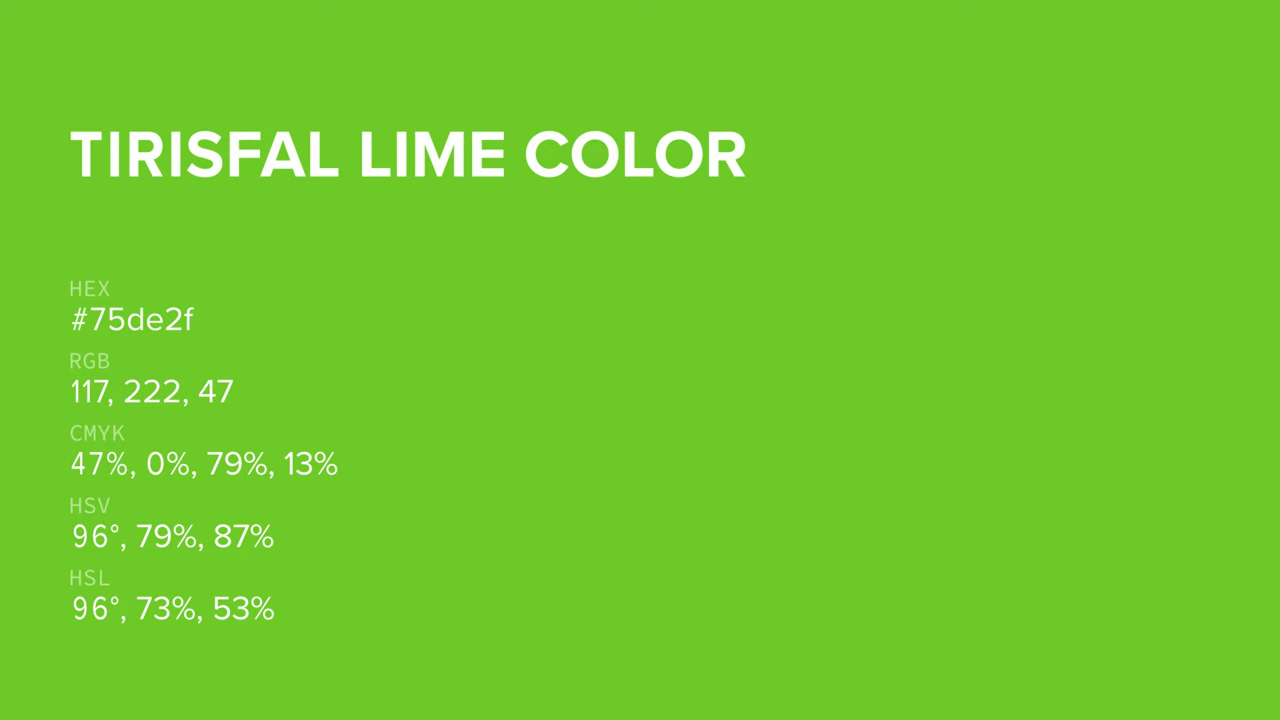 TIRISFAL LIME COLOR
HEX
#75de2f
RGB
117, 222, 47
CMYK
47%, 0%, 79%, 13%
HSV
96°, 79%, 87%
HSL
96°, 73%, 53%